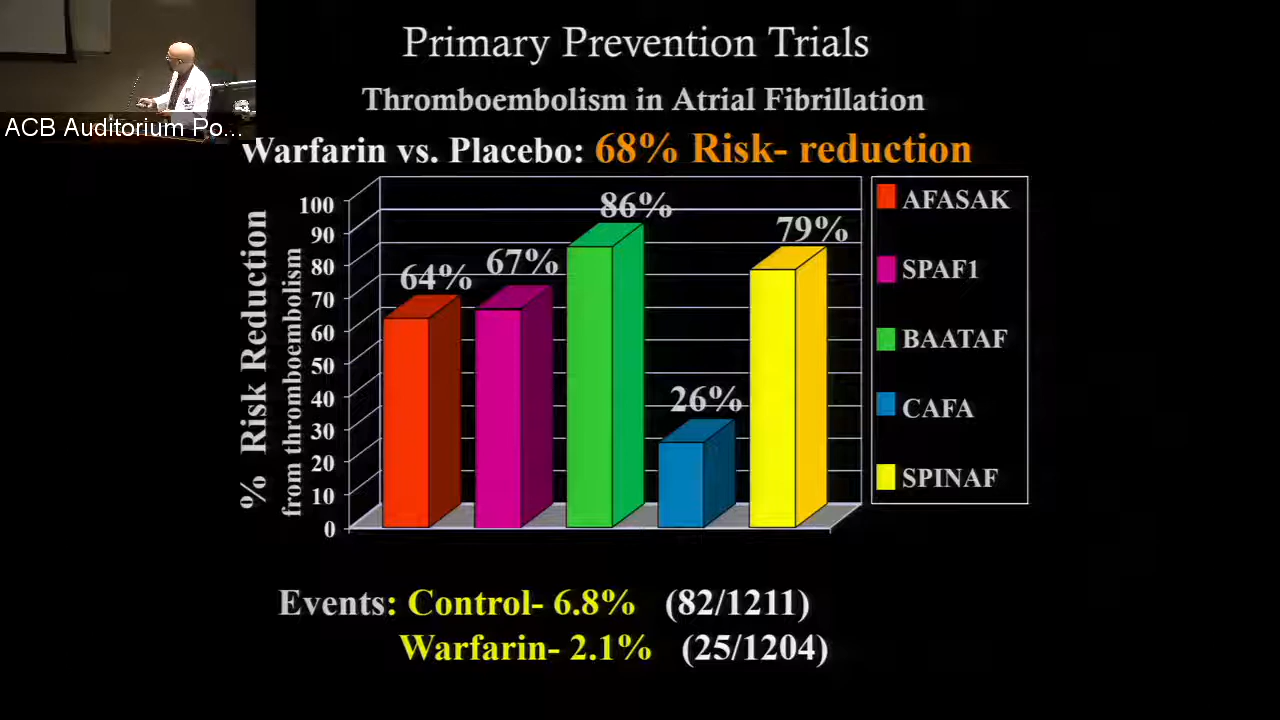 Primary Prevention Trials
Thromboembolism in Atrial Fibrillation
ACB Auditorium Po...
Warfarin vs. Placebo: 68% Risk- reduction
% Risk Reduction
from thromboembolism
100
90
80
70
60
50
40
30
20
10
0
64%
67%
86%
26%
79%
AFASAK
SPAF1
BAATAF
CAFA
SPINAF
Events: Control- 6.8% (82/1211)
Warfarin- 2.1% (25/1204)